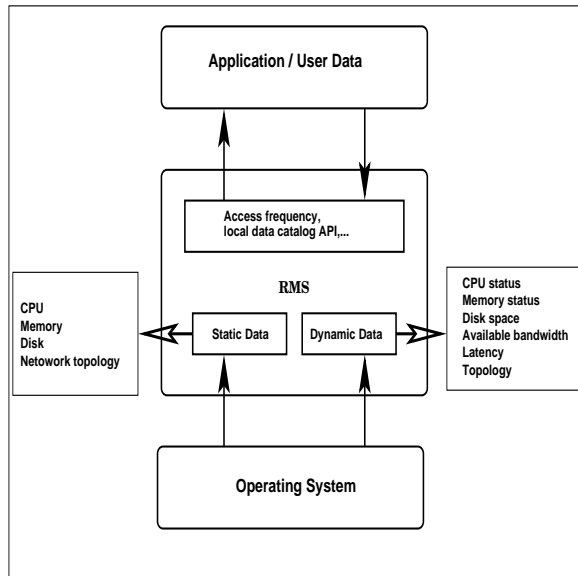 Application / User Data
Access frequency,
local data catalog API,...
RMS
CPU
Memory
Disk
Netowork topology
Static Data
Dynamic Data
CPU status
Memory status
Disk space
Available bandwidth
Latency
Topology
Operating System